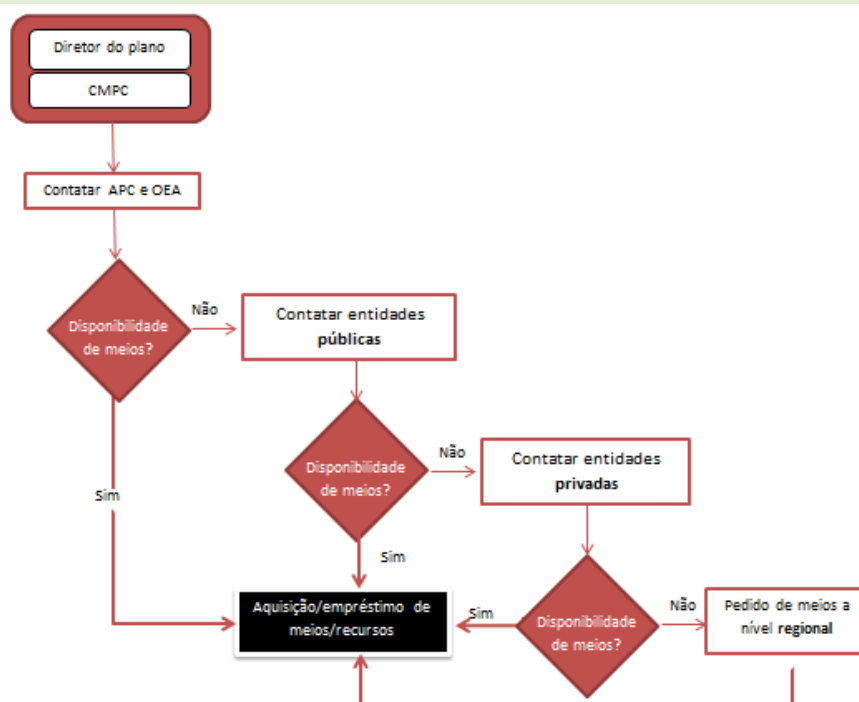 Diretor do plano
CMPC
Contatar APC e OEA
Disponibilidade
de meios?
Não
Contatar entidades
públicas
Sim
Disponibilidade
de meios?
Não
Contatar entidades
privadas
Sim
Aquisição/empréstimo de
meios/recursos
Sim
Disponibilidade
de meios?
Não
Pedido de meios a
nível regional